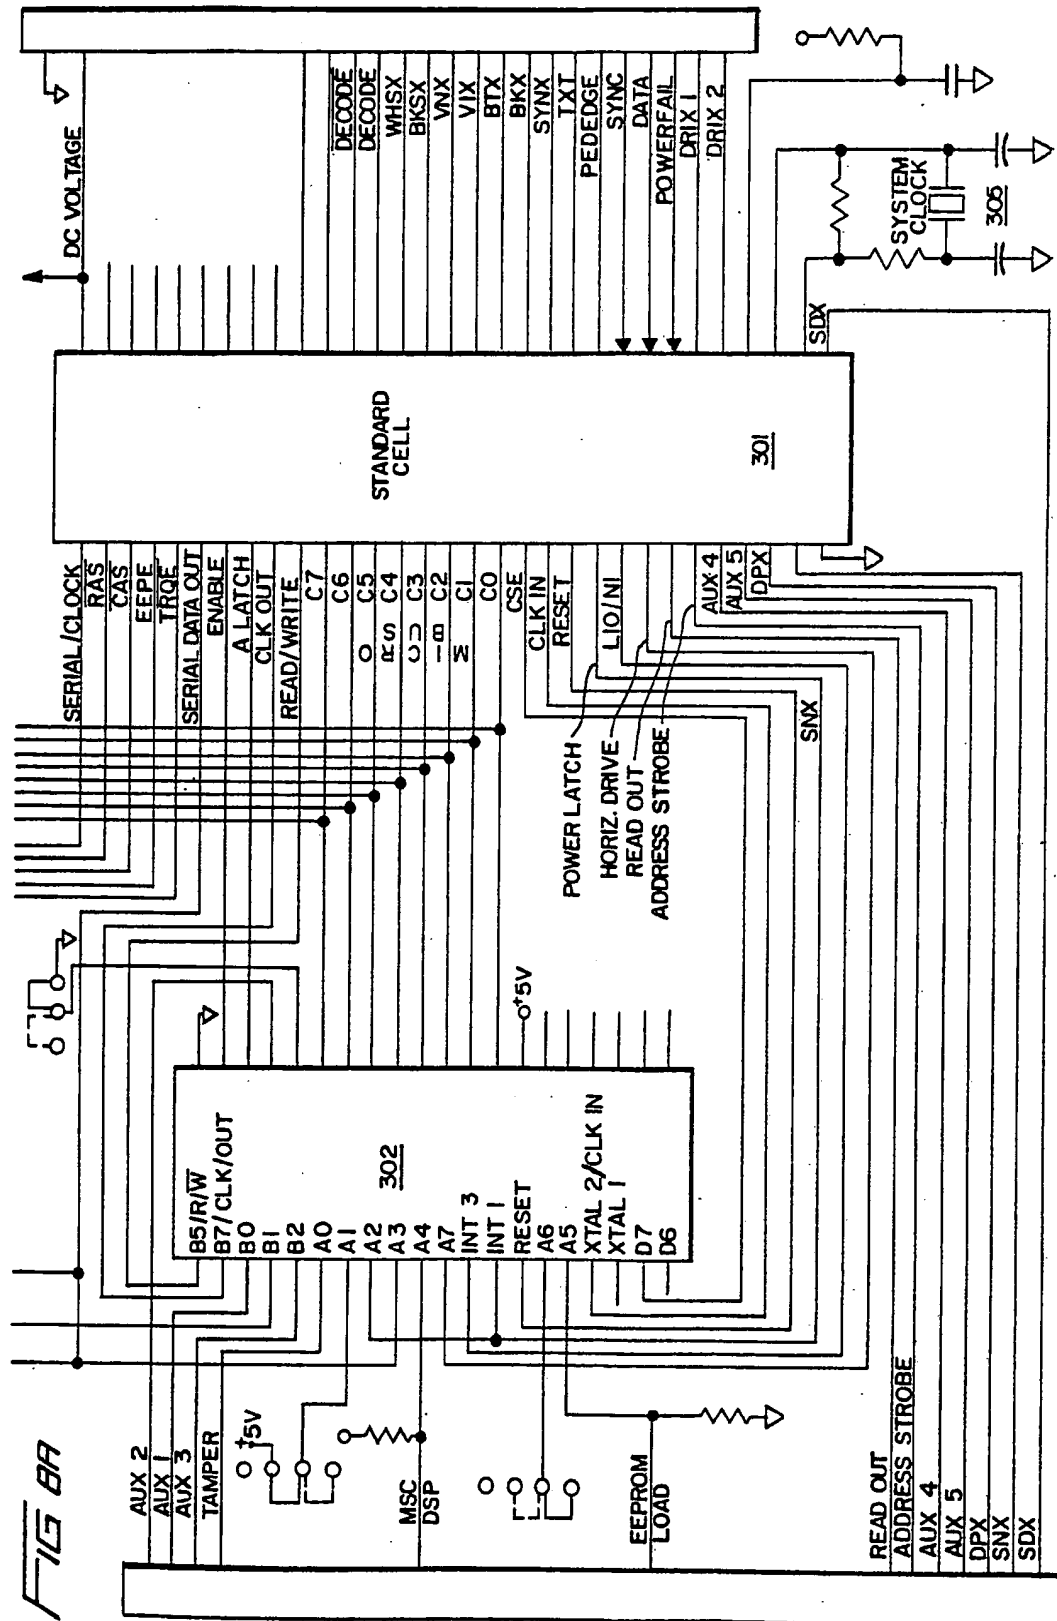 FIG 8A
DC VOLTAGE
DECODE
DECODE
WHSX
BKSX
VNX
VIX
BTX
BKX
SYNX
TXT
PEDEDGE
SYNC
DATA
POWERFAIL
DRIX 1
DRIX 2
SYSTEM
CLOCK
305
SDX
STANDARD
CELL
301
SERIAL/CLOCK
RAS
CAS
EEPE
TRQE
SERIAL DATA OUT
ENABLE
A LATCH
CLK OUT
READ/WRITE
C7
C6
C5
C4
C3
C2
C1
C0
O
SR
CU
BI
M
CSE
CLK IN
RESET
LIO/NI
AUX 4
AUX 5
DPX
POWER LATCH
HORIZ. DRIVE
READ OUT
ADDRESS STROBE
SNX
+5V
302
B5/R/W
B7/CLK/OUT
B0
B1
B2
A0
A1
A2
A3
A4
A7
INT 3
INT 1
RESET
A6
A5
XTAL 2/CLK IN
XTAL 1
D7
D6
AUX 2
AUX 1
AUX 3
TAMPER
+5V
MSC
DSP
EEPROM
LOAD
READ OUT
ADDRESS STROBE
AUX 4
AUX 5
DPX
SNX
SDX